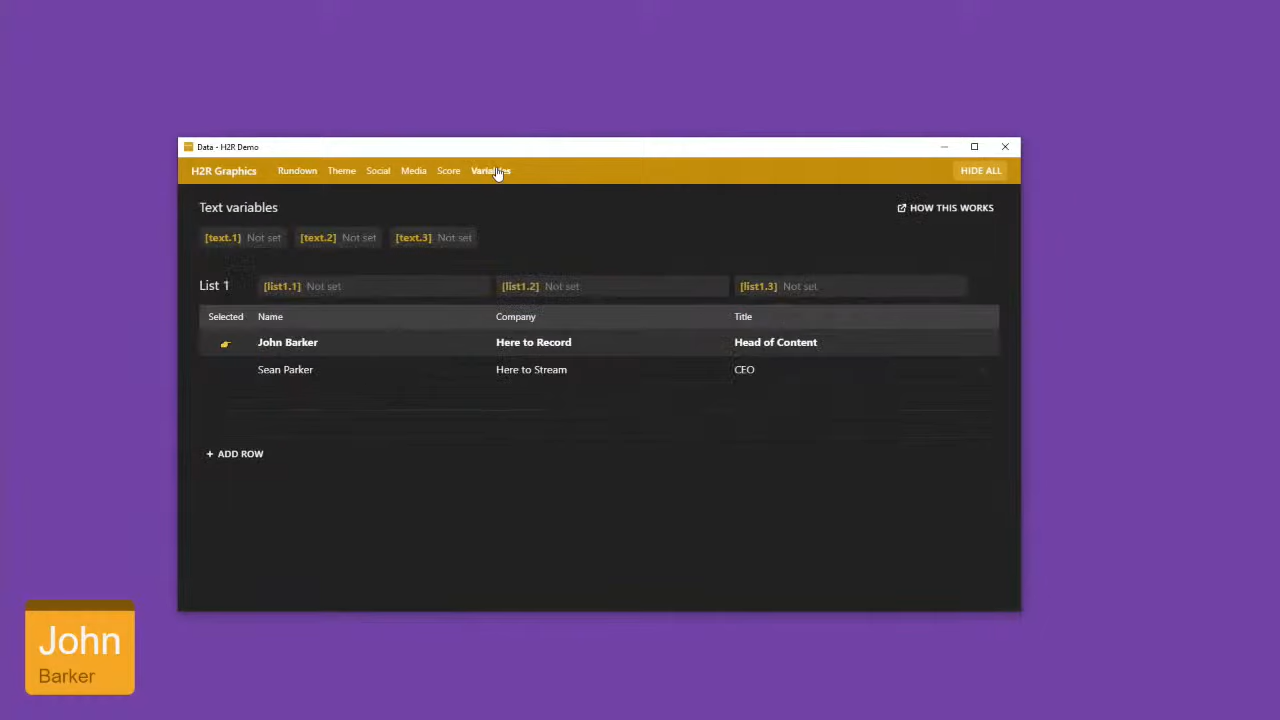 Data - H2R Demo
H2R Graphics Rundown Theme Social Media Score Variables HIDE ALL
Text variables HOW THIS WORKS
[text.1] Not set [text.2] Not set [text.3] Not set
List 1 [list1.1] Not set [list1.2] Not set [list1.3] Not set
Selected Name Company Title
John Barker Here to Record Head of Content
Sean Parker Here to Stream CEO
+ ADD ROW
John
Barker